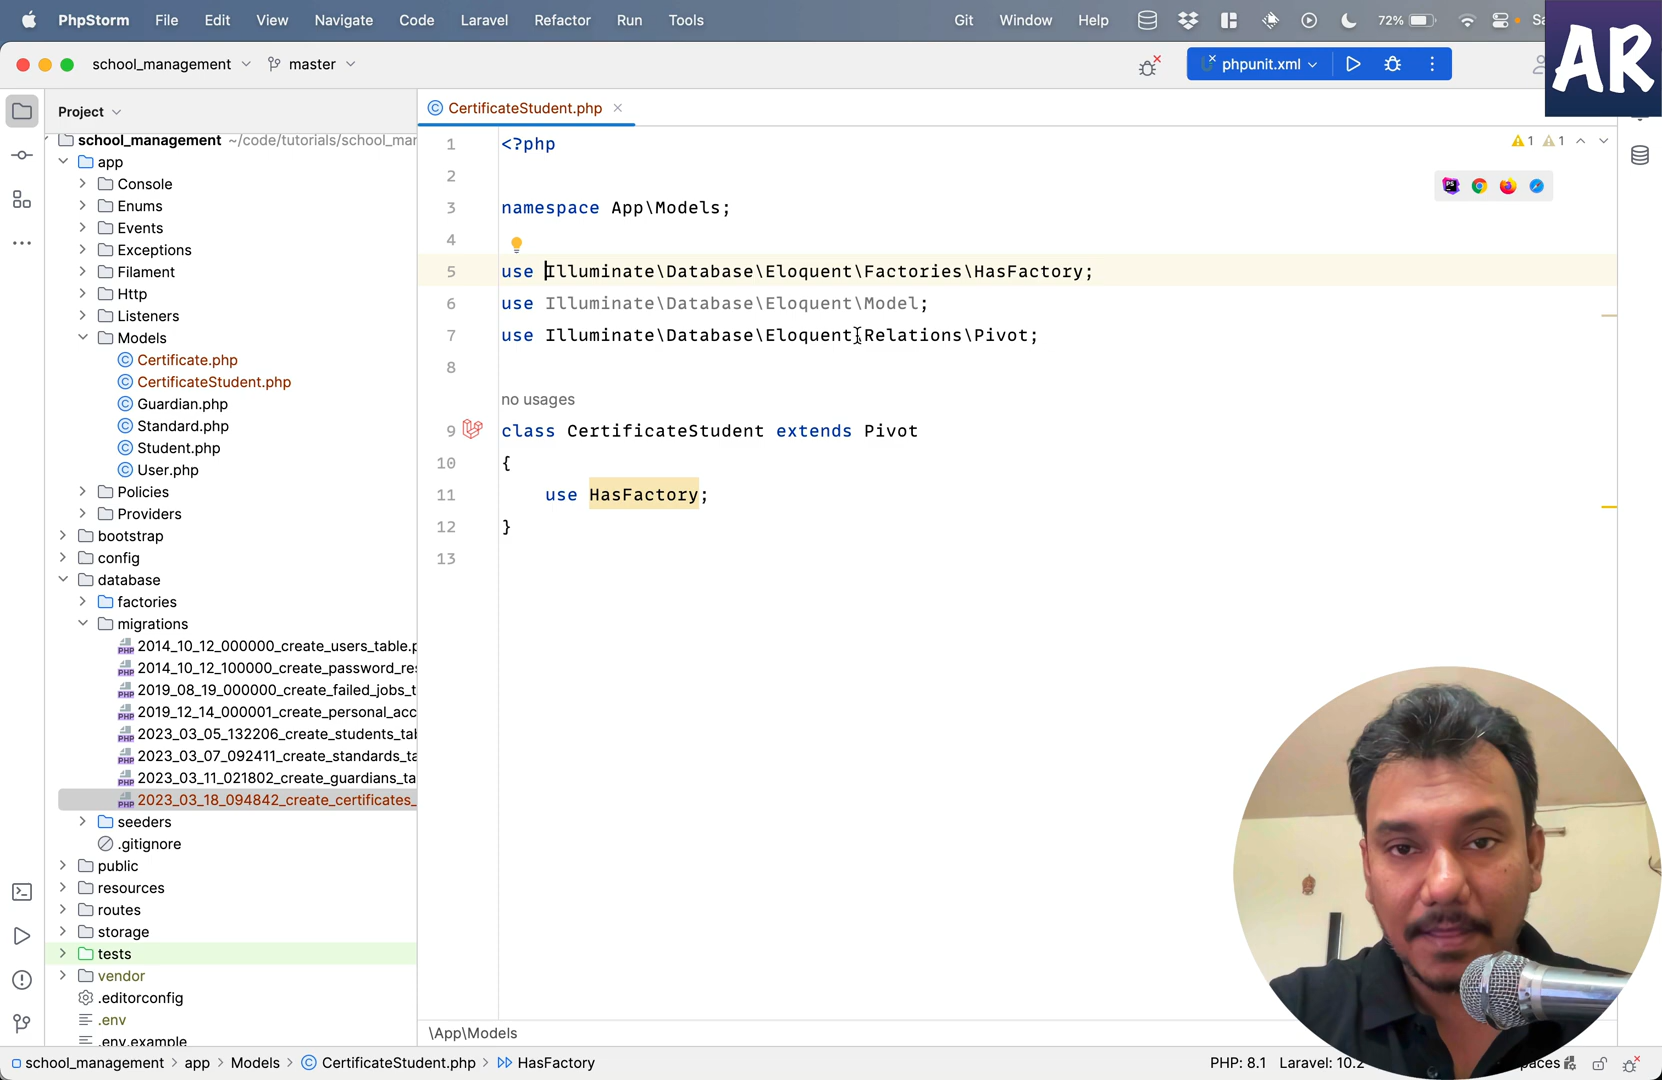 PhpStorm File Edit View Navigate Code Laravel Refactor Run Tools Git Window Help 72%
AR
school_management master phpunit.xml
Project
CertificateStudent.php
school_management ~/code/tutorials/school_mar
app
Console
Enums
Events
Exceptions
Filament
Http
Listeners
Models
Certificate.php
CertificateStudent.php
Guardian.php
Standard.php
Student.php
User.php
Policies
Providers
bootstrap
config
database
factories
migrations
2014_10_12_000000_create_users_table.p
2014_10_12_100000_create_password_res
2019_08_19_000000_create_failed_jobs_t
2019_12_14_000001_create_personal_acc
2023_03_05_132206_create_students_tab
2023_03_07_092411_create_standards_ta
2023_03_11_021802_create_guardians_ta
2023_03_18_094842_create_certificates_
seeders
.gitignore
public
resources
routes
storage
tests
vendor
.editorconfig
.env
.env.example
1 <?php
2
3 namespace App\Models;
4
5 use Illuminate\Database\Eloquent\Factories\HasFactory;
6 use Illuminate\Database\Eloquent\Model;
7 use Illuminate\Database\Eloquent\Relations\Pivot;
8
no usages
9 class CertificateStudent extends Pivot
10 {
11 use HasFactory;
12 }
13
1 1
\App\Models
school_management > app > Models > CertificateStudent.php > HasFactory
PHP: 8.1 Laravel: 10.2